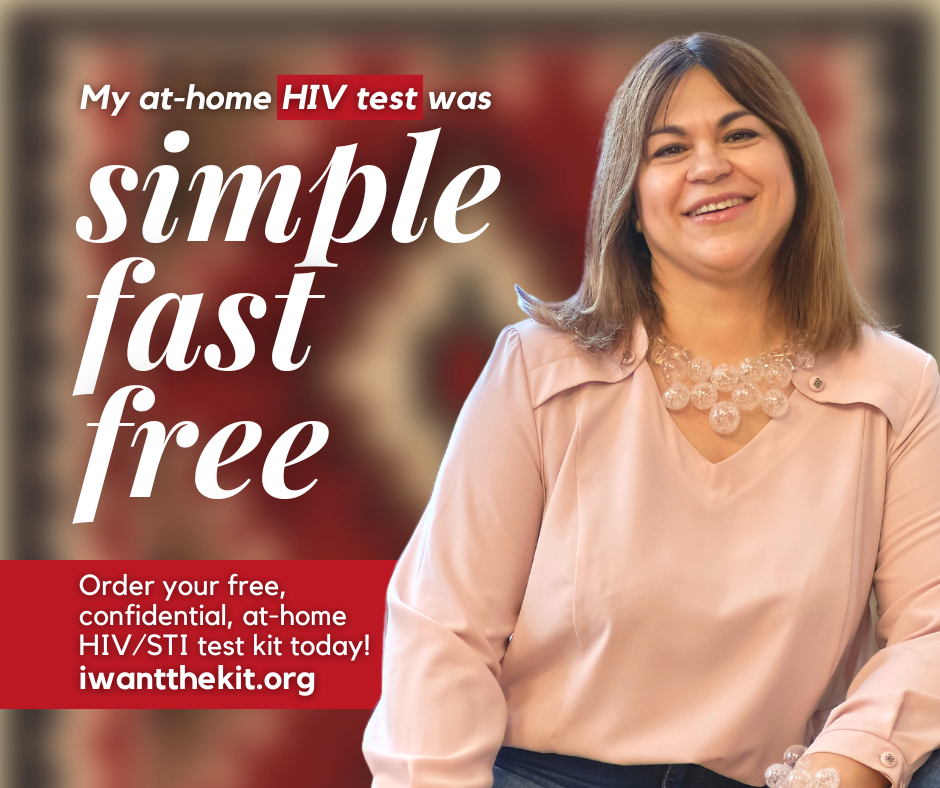 My at-home HIV test was
simple
fast
free
Order your free,
confidential, at-home
HIV/STI test kit today!
iwantthekit.org